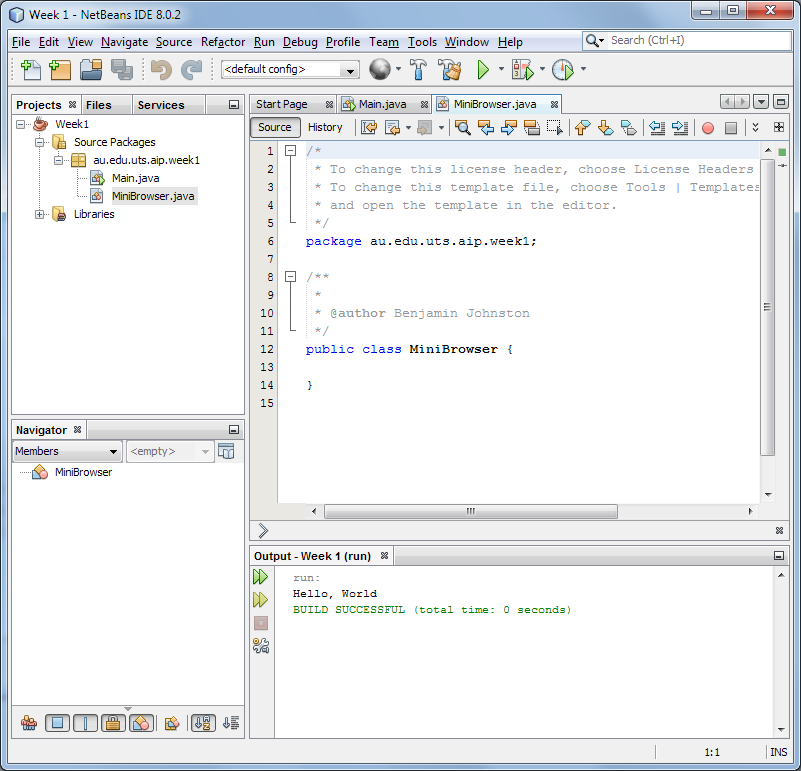 Week 1 - NetBeans IDE 8.0.2
File Edit View Navigate Source Refactor Run Debug Profile Team Tools Window Help
Search (Ctrl+I)
<default config>
Projects Files Services
Week1
Source Packages
au.edu.uts.aip.week1
Main.java
MiniBrowser.java
Libraries
Navigator
Members <empty>
MiniBrowser
Start Page Main.java MiniBrowser.java
Source History
1 /*
2 * To change this license header, choose License Headers
3 * To change this template file, choose Tools | Templates
4 * and open the template in the editor.
5 */
6 package au.edu.uts.aip.week1;
7
8 /**
9 *
10 * @author Benjamin Johnston
11 */
12 public class MiniBrowser {
13
14 }
15
Output - Week 1 (run)
run:
Hello, World
BUILD SUCCESSFUL (total time: 0 seconds)
1:1 INS